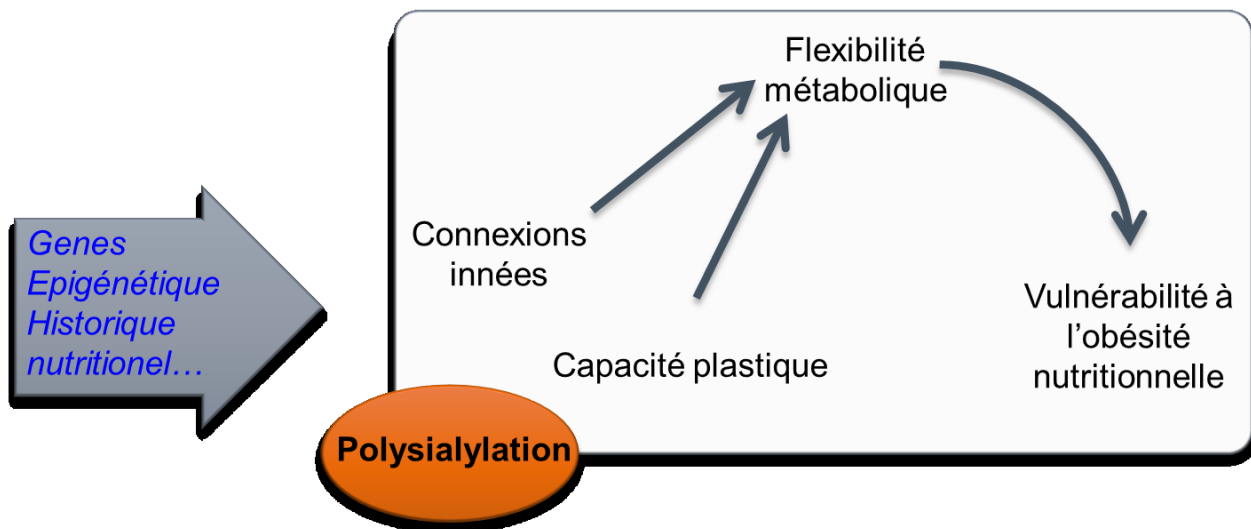 Genes
Epigénétique
Historique
nutritionel…
Flexibilité
métabolique
Connexions
innées
Capacité plastique
Vulnérabilité à
l’obésité
nutritionnelle
Polysialylation